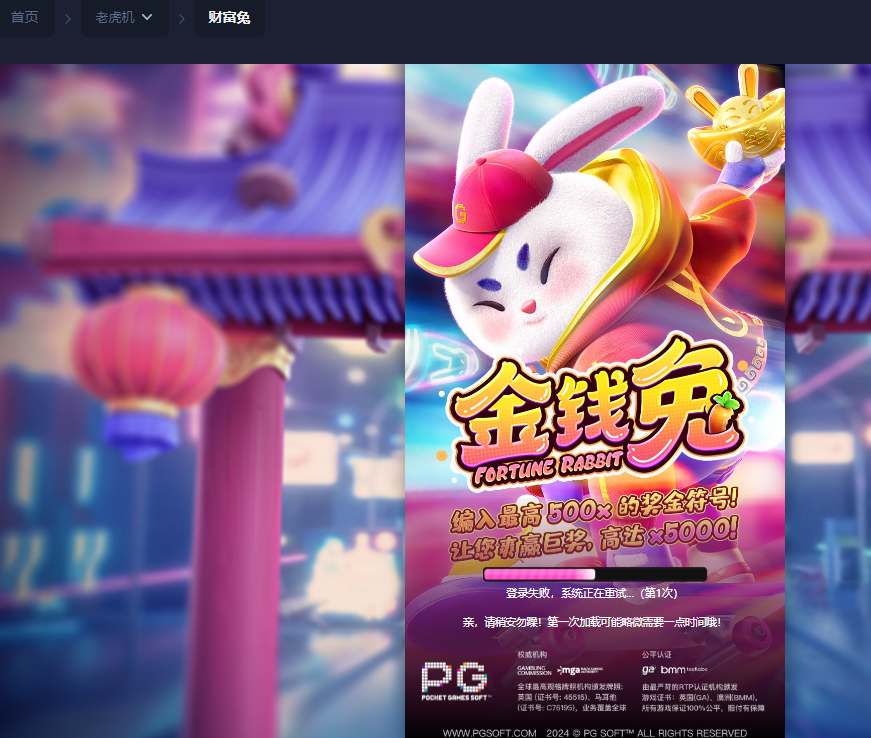 首页
老虎机
财富兔
G
金钱兔
FORTUNE RABBIT
编入最高 500x 的奖金符号!
让您爽赢巨奖, 高达 x5000!
登录失败，系统正在重试...（第1次）
亲，请稍安勿躁！第一次加载可能略微需要一点时间哦！
权威机构
公平认证
GAMBLING COMMISSION
mga
ga
bmm testlabs
PG
POCKET GAMES SOFT
全球最高规格牌照机构颁发牌照:
英国 (证书号: 45515)、马耳他
(证书号: C76195)，业务覆盖全球
由最严苛的RTP认证机构颁发
游戏证书：英国(GA)、澳洲(BMM)，
所有游戏保证100%公平，赔付有保障
WWW.PGSOFT.COM 2024 © PG SOFT™ ALL RIGHTS RESERVED